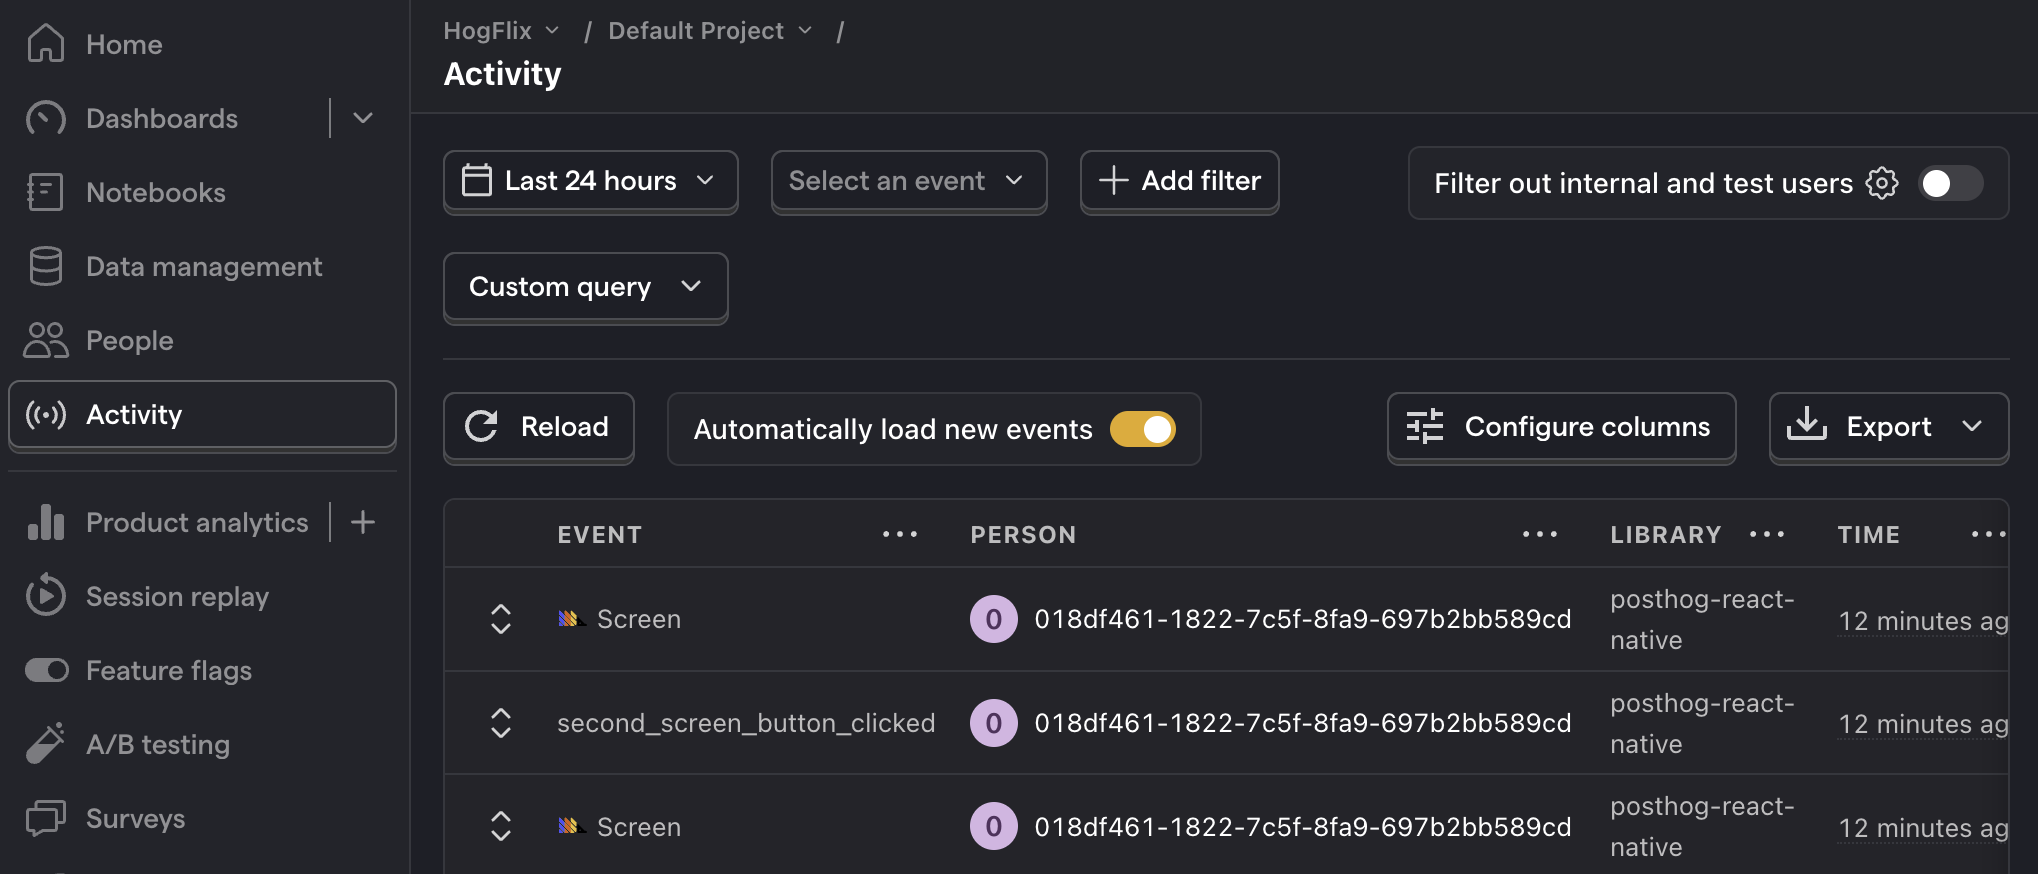 Home
Dashboards
Notebooks
Data management
People
Activity
Product analytics
Session replay
Feature flags
A/B testing
Surveys
HogFlix / Default Project /
Activity
Last 24 hours
Select an event
Add filter
Filter out internal and test users
Custom query
Reload
Automatically load new events
Configure columns
Export
EVENT PERSON LIBRARY TIME
Screen 0 018df461-1822-7c5f-8fa9-697b2bb589cd posthog-react- 12 minutes ag
native
second_screen_button_clicked 0 018df461-1822-7c5f-8fa9-697b2bb589cd posthog-react- 12 minutes ag
native
Screen 0 018df461-1822-7c5f-8fa9-697b2bb589cd posthog-react- 12 minutes ag
native